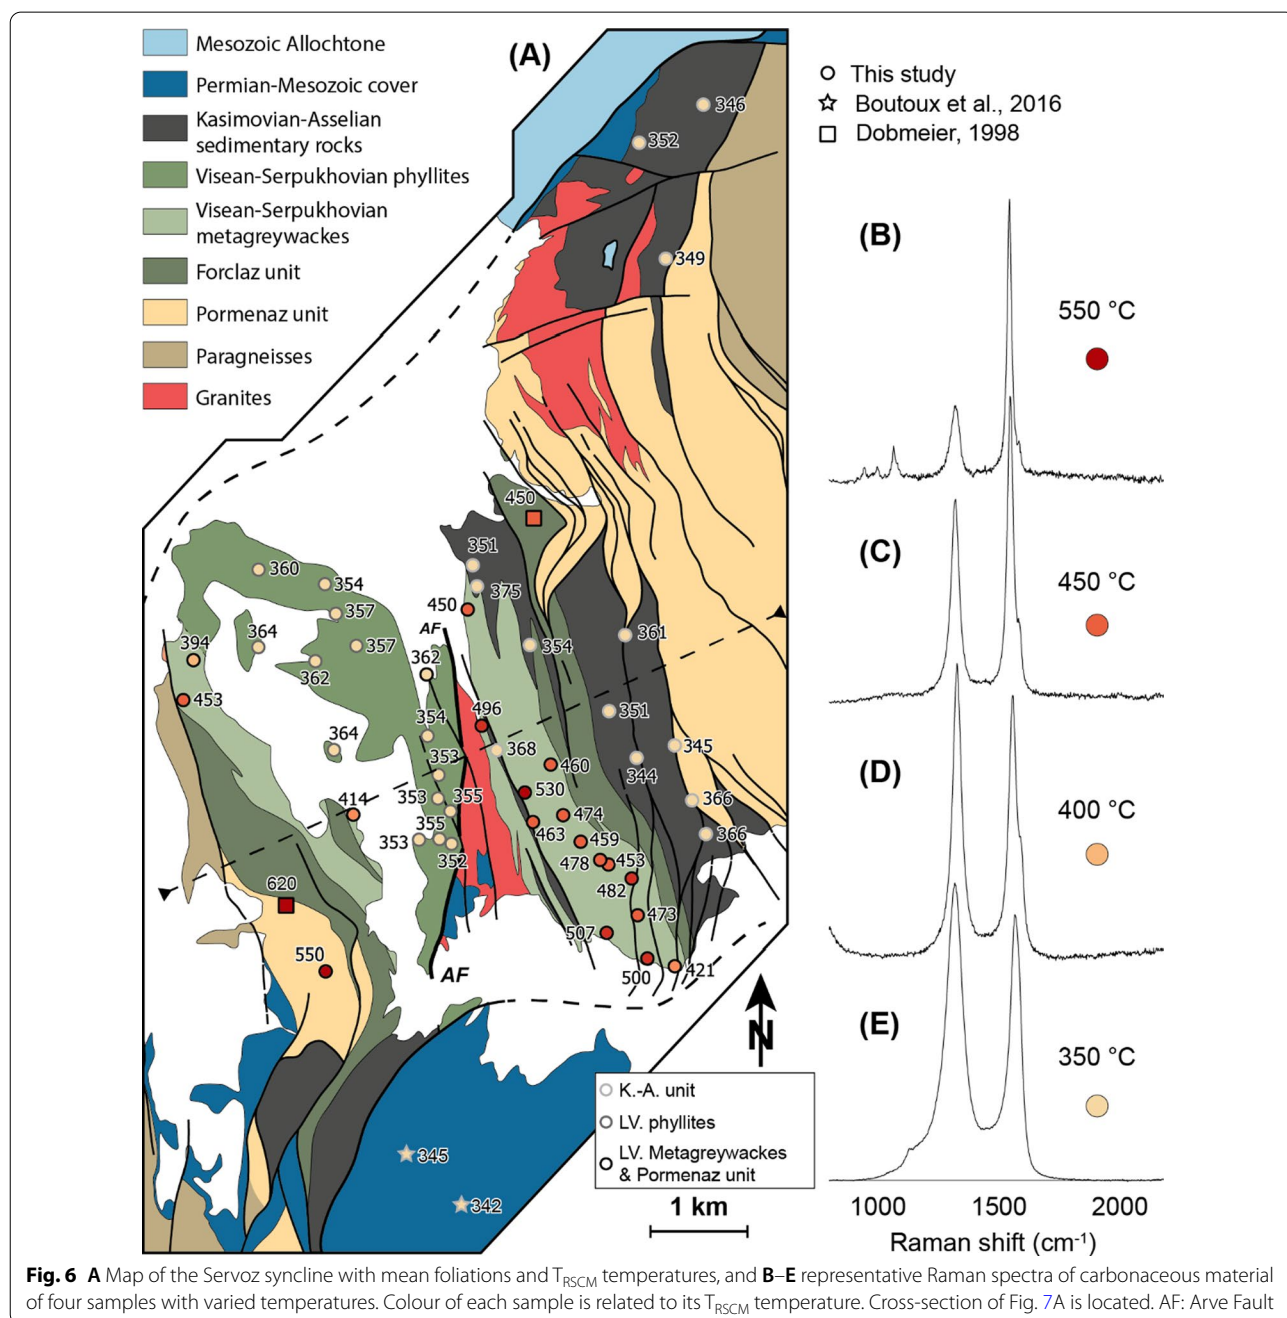 Mesozoic Allochtone
Permian-Mesozoic cover
Kasimovian-Asselian
sedimentary rocks
Visean-Serpukhovian phyllites
Visean-Serpukhovian
metagreywackes
Forclaz unit
Pormenaz unit
Paragneisses
Granites
(A)
This study
Boutoux et al., 2016
Dobmeier, 1998
346
352
349
450
351
375
450
AF
360
354
357
364
357
362
394
453
362
354
361
354
496
351
368
364
353
460
345
344
530
366
414
353
355
474
463
366
353
355
459
352
478
453
482
620
473
507
550
500
421
AF
N
K.-A. unit
LV. phyllites
LV. Metagreywackes
& Pormenaz unit
345
342
1 km
(B)
550 °C
(C)
450 °C
(D)
400 °C
(E)
350 °C
1000
1500
2000
Raman shift (cm⁻¹)
Fig. 6 A Map of the Servoz syncline with mean foliations and T_RSCM temperatures, and B–E representative Raman spectra of carbonaceous material
of four samples with varied temperatures. Colour of each sample is related to its T_RSCM temperature. Cross-section of Fig. 7A is located. AF: Arve Fault